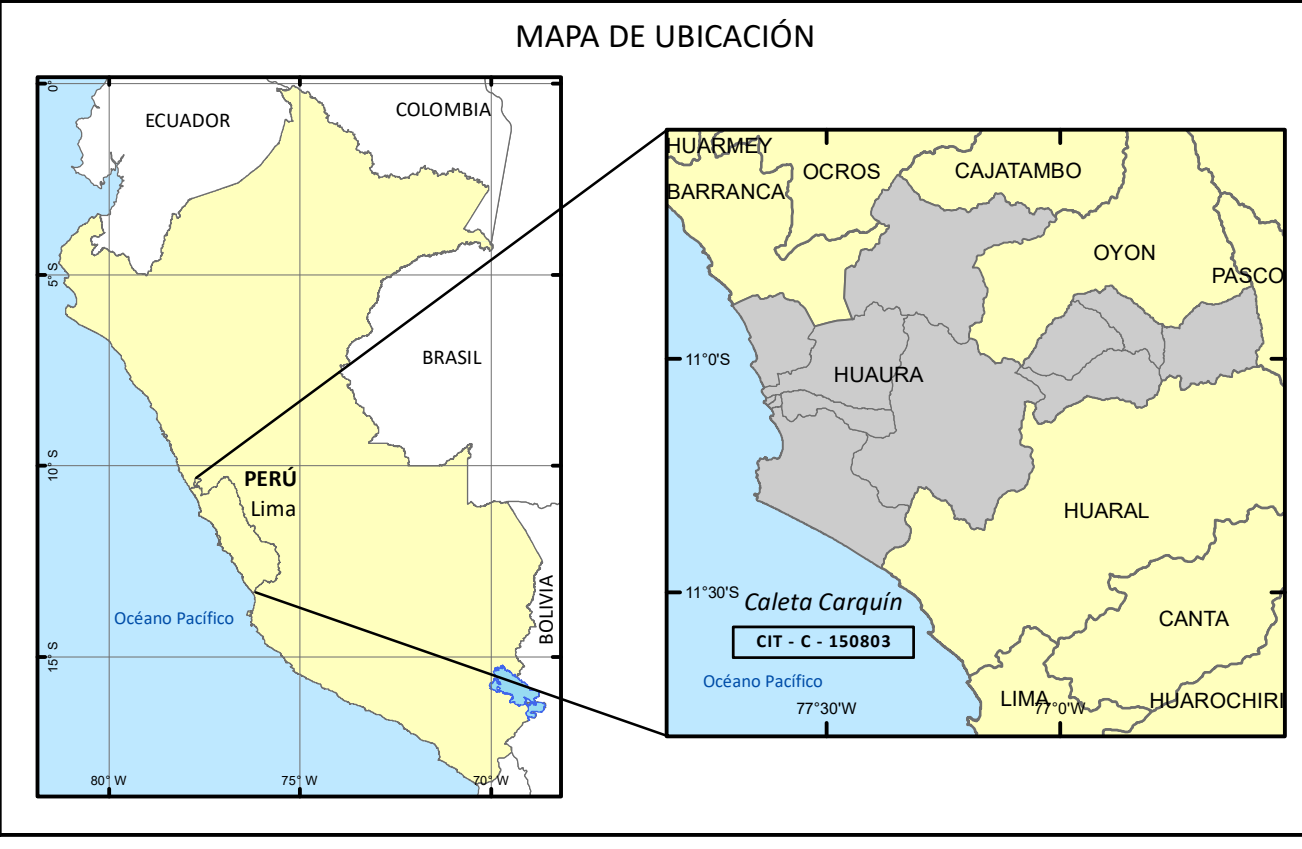 MAPA DE UBICACIÓN
0°
5° S
10° S
15° S
80° W
75° W
70° W
ECUADOR
COLOMBIA
BRASIL
PERÚ
Lima
Océano Pacífico
BOLIVIA
HUARMEY
OCROS
CAJATAMBO
BARRANCA
OYON
PASCO
11°0'S
HUAURA
HUARAL
11°30'S
Caleta Carquín
CIT - C - 150803
CANTA
Océano Pacífico
LIMA
HUAROCHIRI
77°30'W
77°0'W